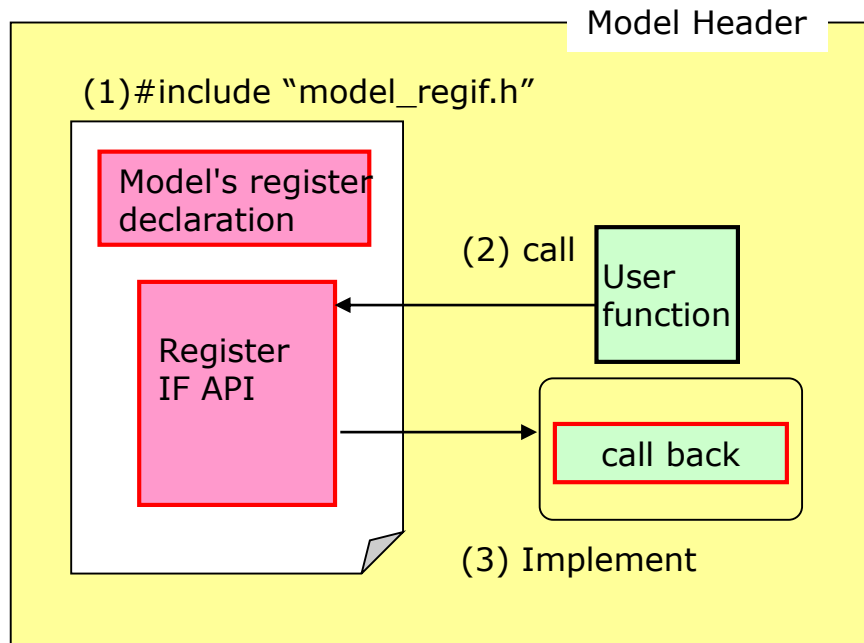 Model Header
(1)#include “model_regif.h”
Model's register
declaration
(2) call
User
function
Register
IF API
call back
(3) Implement